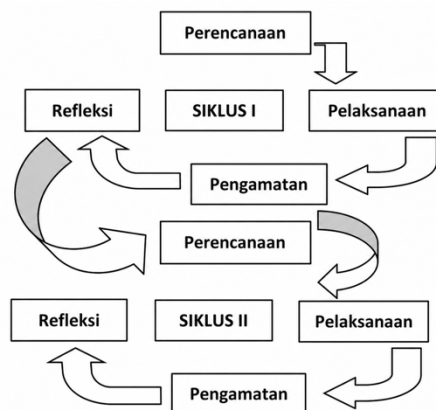 Perencanaan
Refleksi
SIKLUS I
Pelaksanaan
Pengamatan
Perencanaan
Refleksi
SIKLUS II
Pelaksanaan
Pengamatan